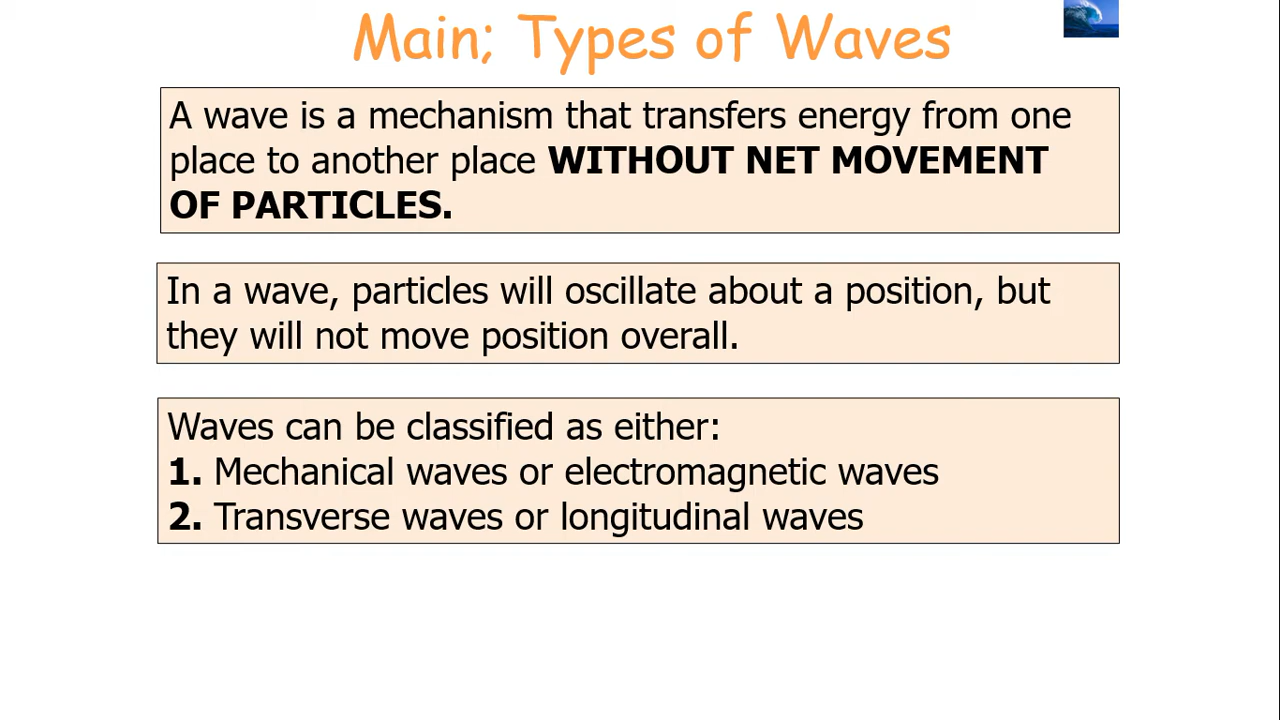 Main; Types of Waves
A wave is a mechanism that transfers energy from one
place to another place WITHOUT NET MOVEMENT
OF PARTICLES.
In a wave, particles will oscillate about a position, but
they will not move position overall.
Waves can be classified as either:
1. Mechanical waves or electromagnetic waves
2. Transverse waves or longitudinal waves